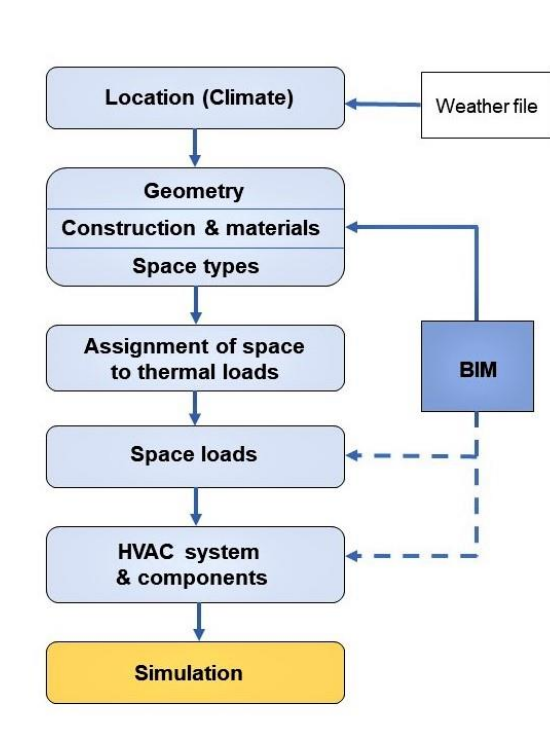 Location (Climate)
Weather file
Geometry
Construction & materials
Space types
Assignment of space
to thermal loads
BIM
Space loads
HVAC system
& components
Simulation